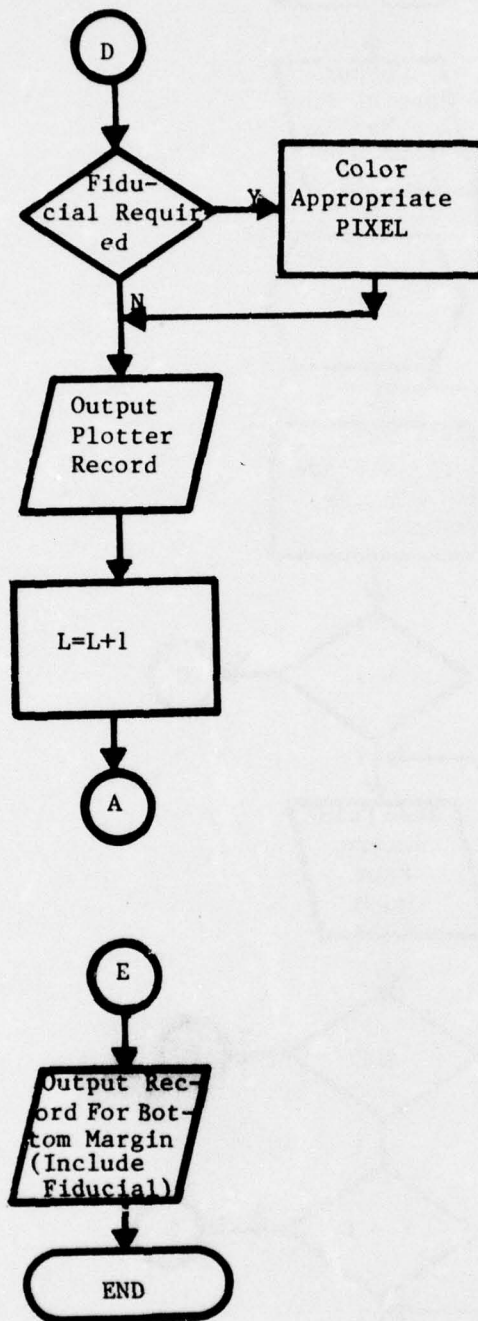 D
Fidu-
cial Requir
ed
Y
Color
Appropriate
PIXEL
N
Output
Plotter
Record
L=L+1
A
E
Output Rec-
ord For Bot-
tom Margin
(Include
Fiducial)
END